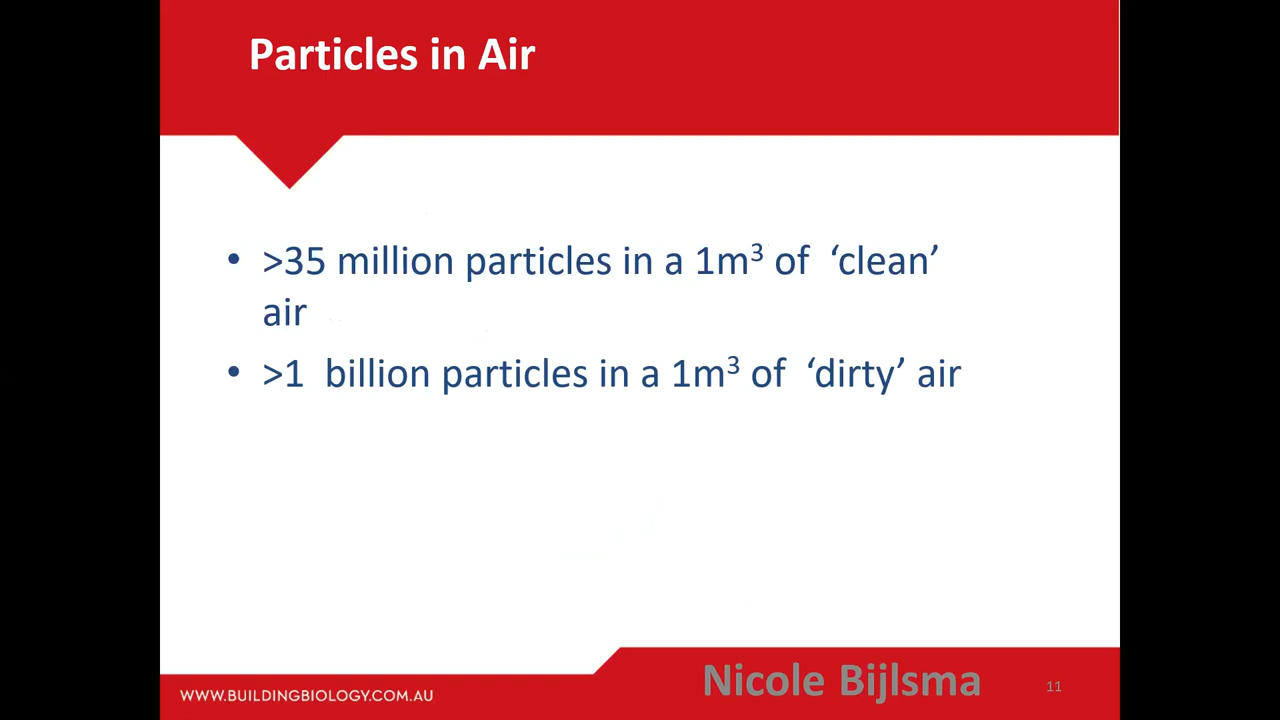 Particles in Air
• >35 million particles in a 1m³ of ‘clean’
air
• >1 billion particles in a 1m³ of ‘dirty’ air
WWW.BUILDINGBIOLOGY.COM.AU
Nicole Bijlsma
11